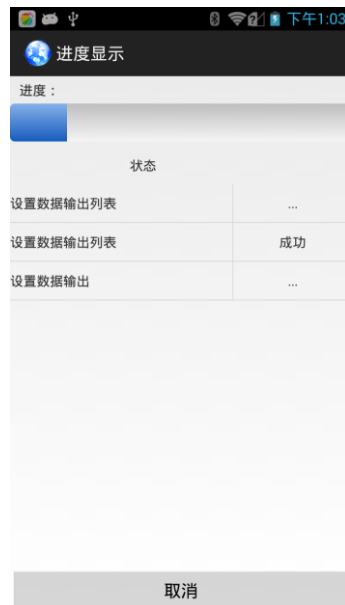 下午1:03
进度显示
进度：
状态
设置数据输出列表 ...
设置数据输出列表 成功
设置数据输出 ...
取消